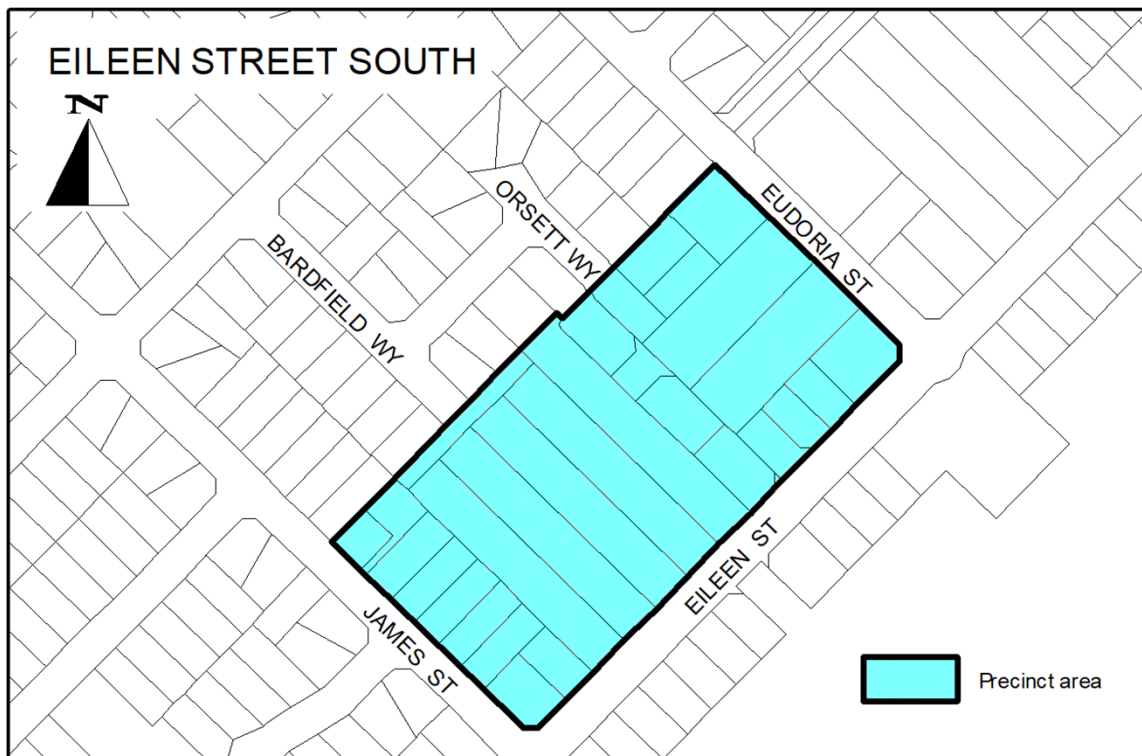 EILEEN STREET SOUTH
N
ORSETT WY
EUDORIA ST
BARDFIELD WY
EILEEN ST
JAMES ST
Precinct area